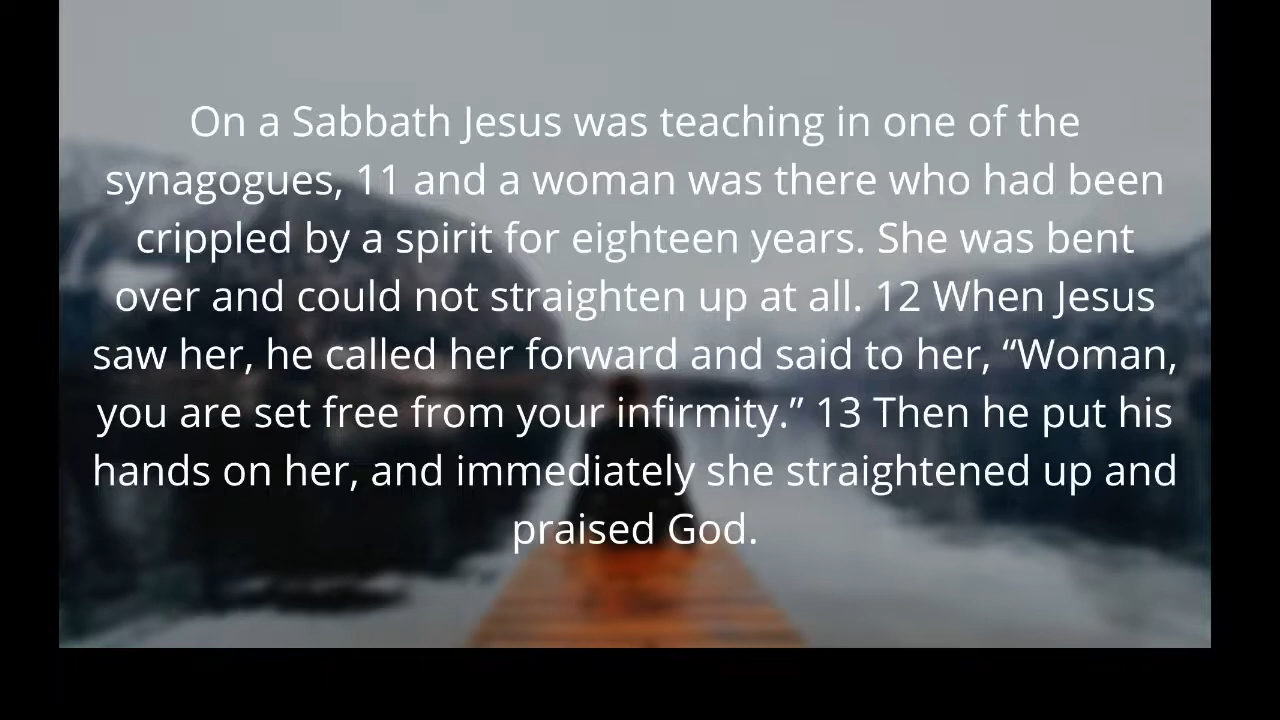 On a Sabbath Jesus was teaching in one of the
synagogues, 11 and a woman was there who had been
crippled by a spirit for eighteen years. She was bent
over and could not straighten up at all. 12 When Jesus
saw her, he called her forward and said to her, “Woman,
you are set free from your infirmity.” 13 Then he put his
hands on her, and immediately she straightened up and
praised God.